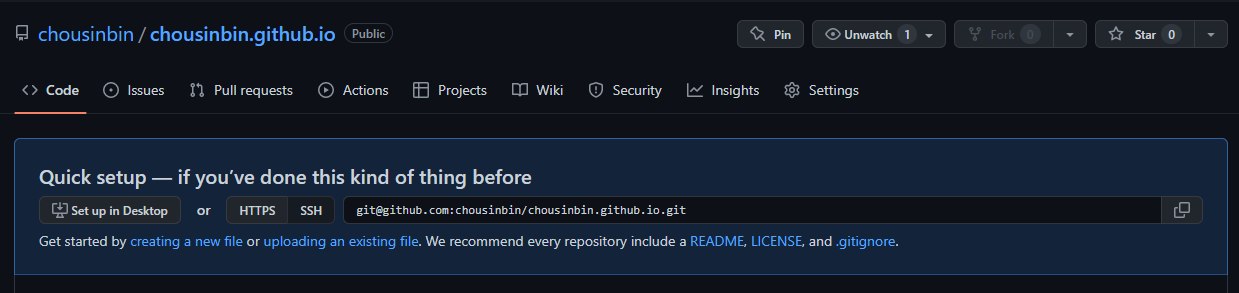 chousinbin / chousinbin.github.io Public Pin Unwatch 1 Fork 0 Star 0
Code Issues Pull requests Actions Projects Wiki Security Insights Settings
Quick setup — if you’ve done this kind of thing before
Set up in Desktop or HTTPS SSH git@github.com:chousinbin/chousinbin.github.io.git
Get started by creating a new file or uploading an existing file. We recommend every repository include a README, LICENSE, and .gitignore.